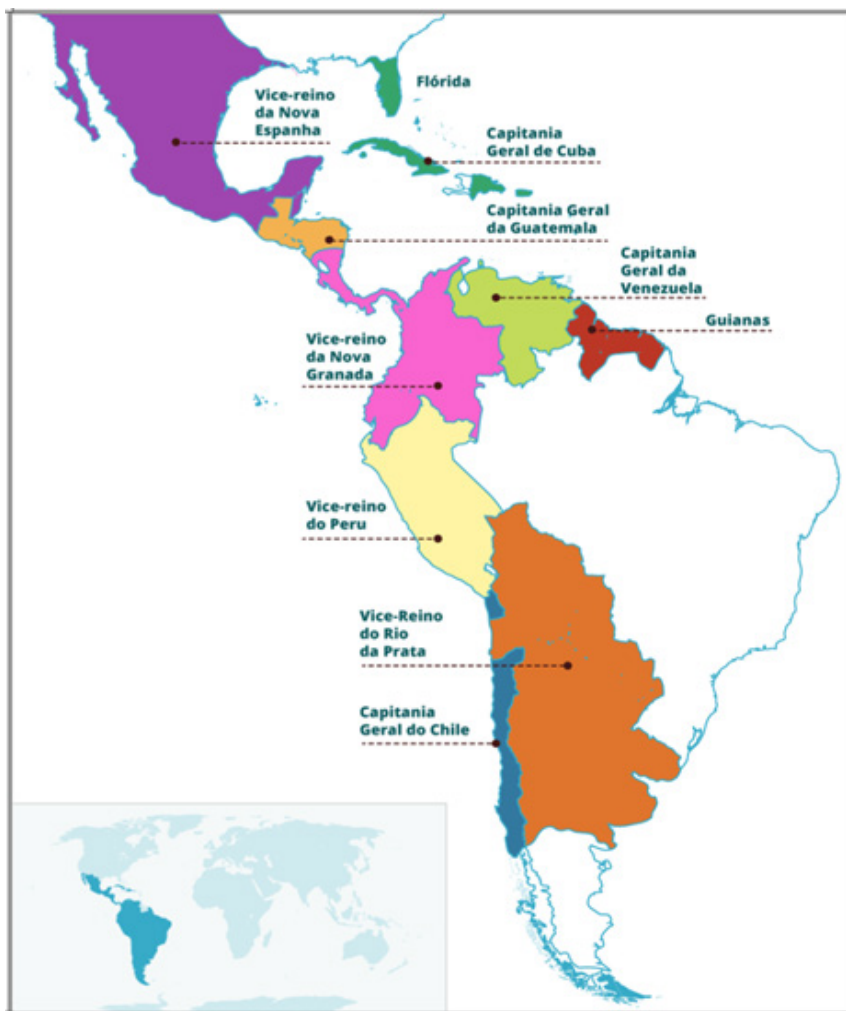 Flórida
Vice-reino
da Nova
Espanha
Capitania
Geral de Cuba
Capitania Geral
da Guatemala
Capitania
Geral da
Venezuela
Guianas
Vice-reino
da Nova
Granada
Vice-reino
do Peru
Vice-Reino
do Rio
da Prata
Capitania
Geral do Chile